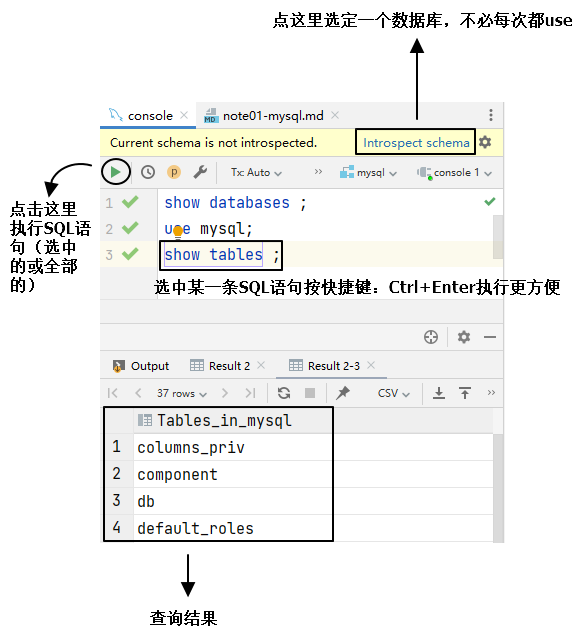 点这里选定一个数据库，不必每次都use
console
note01-mysql.md
Current schema is not introspected.
Introspect schema
Tx: Auto
mysql
console 1
点击这里
执行SQL语
句（选中
的或全部
的）
1 show databases ;
2 use mysql;
3 show tables ;
选中某一条SQL语句按快捷键：Ctrl+Enter执行更方便
Output
Result 2
Result 2-3
37 rows
CSV
Tables_in_mysql
1 columns_priv
2 component
3 db
4 default_roles
查询结果